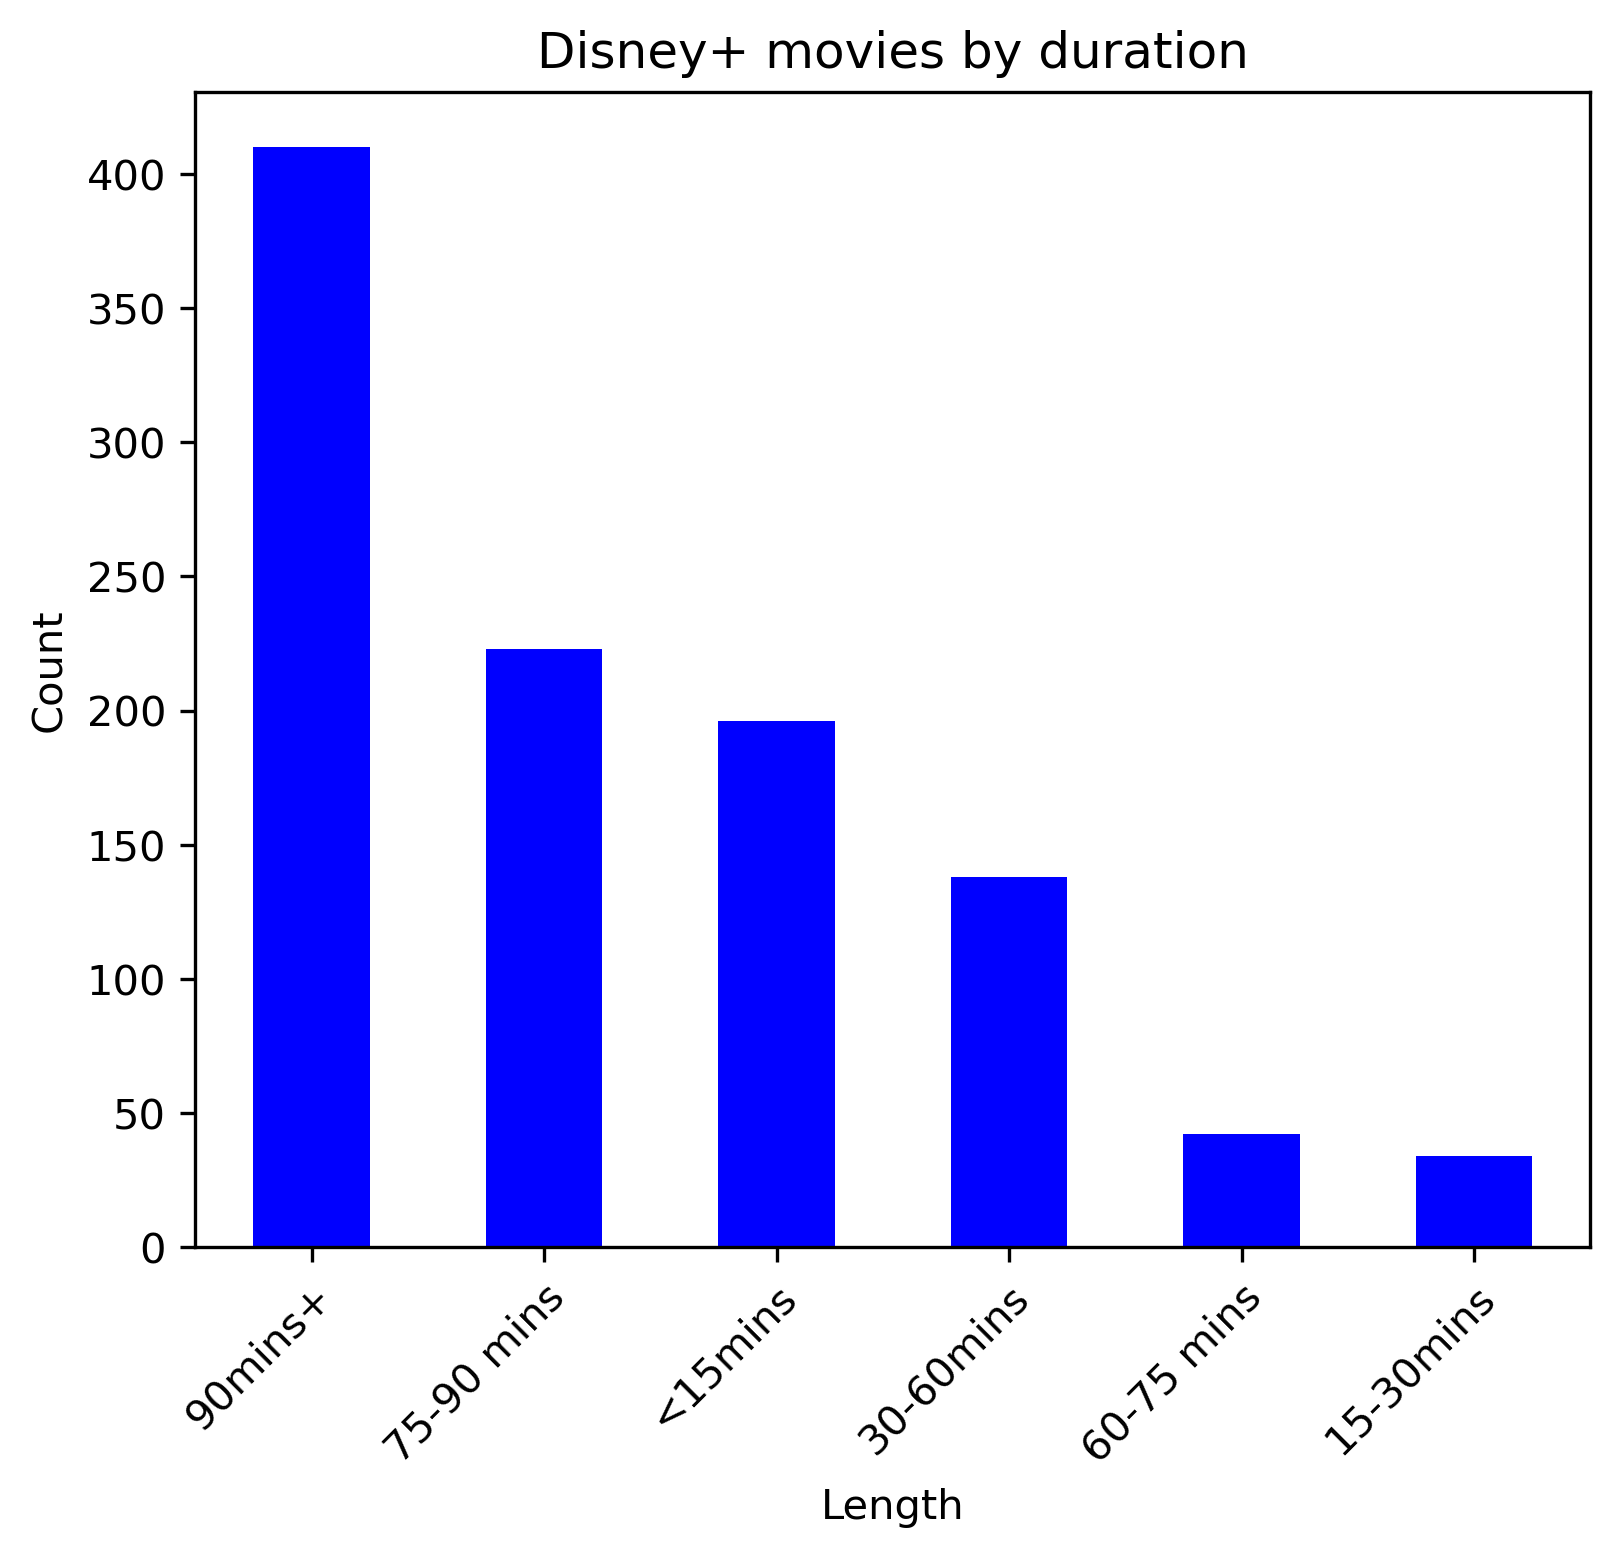 Disney+ movies by duration
Count
400
350
300
250
200
150
100
50
0
90mins+
75-90 mins
<15mins
30-60mins
60-75 mins
15-30mins
Length